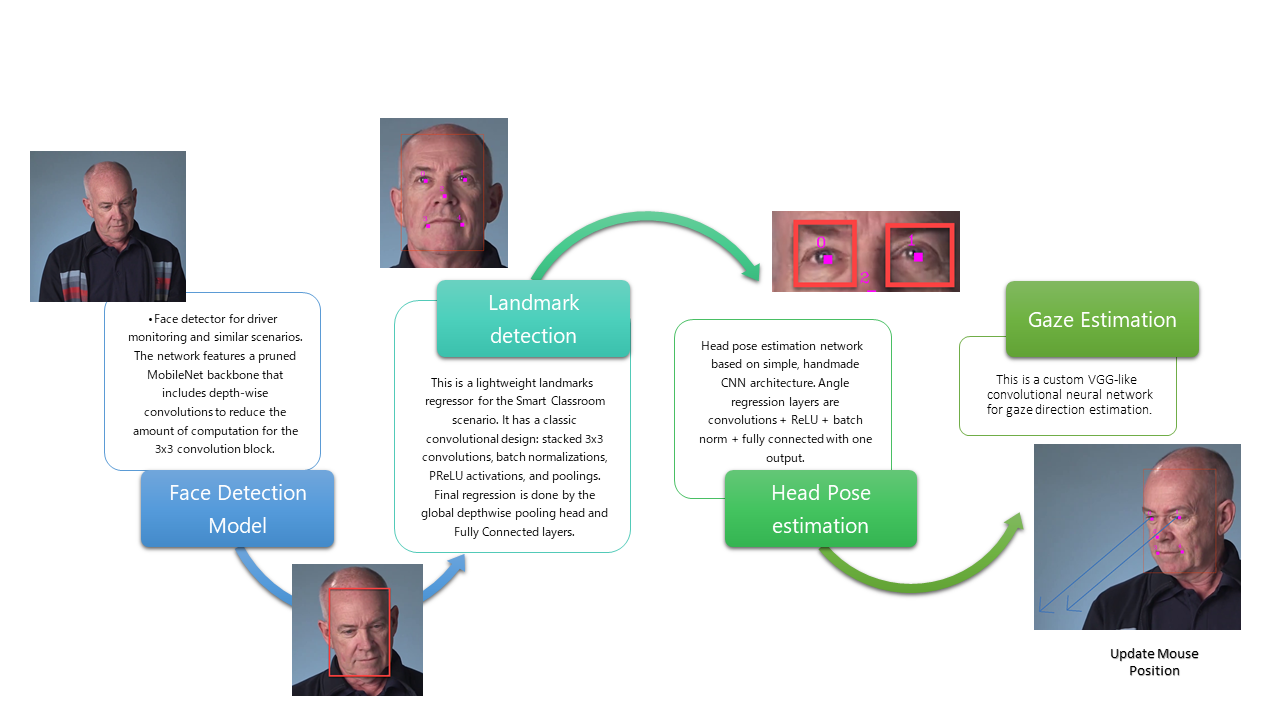 •Face detector for driver
monitoring and similar scenarios.
The network features a pruned
MobileNet backbone that
includes depth-wise
convolutions to reduce the
amount of computation for the
3x3 convolution block.
Face Detection
Model
Landmark
detection
This is a lightweight landmarks
regressor for the Smart Classroom
scenario. It has a classic
convolutional design: stacked 3x3
convolutions, batch normalizations,
PReLU activations, and poolings.
Final regression is done by the
global depthwise pooling head and
Fully Connected layers.
0
1
2
Head pose estimation network
based on simple, handmade
CNN architecture. Angle
regression layers are
convolutions + ReLU + batch
norm + fully connected with one
output.
Head Pose
estimation
Gaze Estimation
This is a custom VGG-like
convolutional neural network
for gaze direction estimation.
Update Mouse
Position